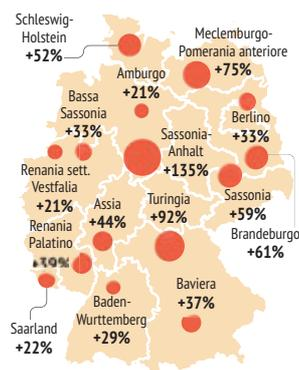 Schleswig-
Holstein
+52%
Meclemburgo-
Pomerania anteriore
+75%
Amburgo
+21%
Bassa
Sassonia
+33%
Berlino
+33%
Sassonia-
Anhalt
+135%
Renania sett.
Vestfalia
+21%
Assia
+44%
Turingia
+92%
Sassonia
+59%
Brandeburgo
+61%
Renania
Palatino
Saarland
+22%
Baden-
Wurttemberg
+29%
Baviera
+37%